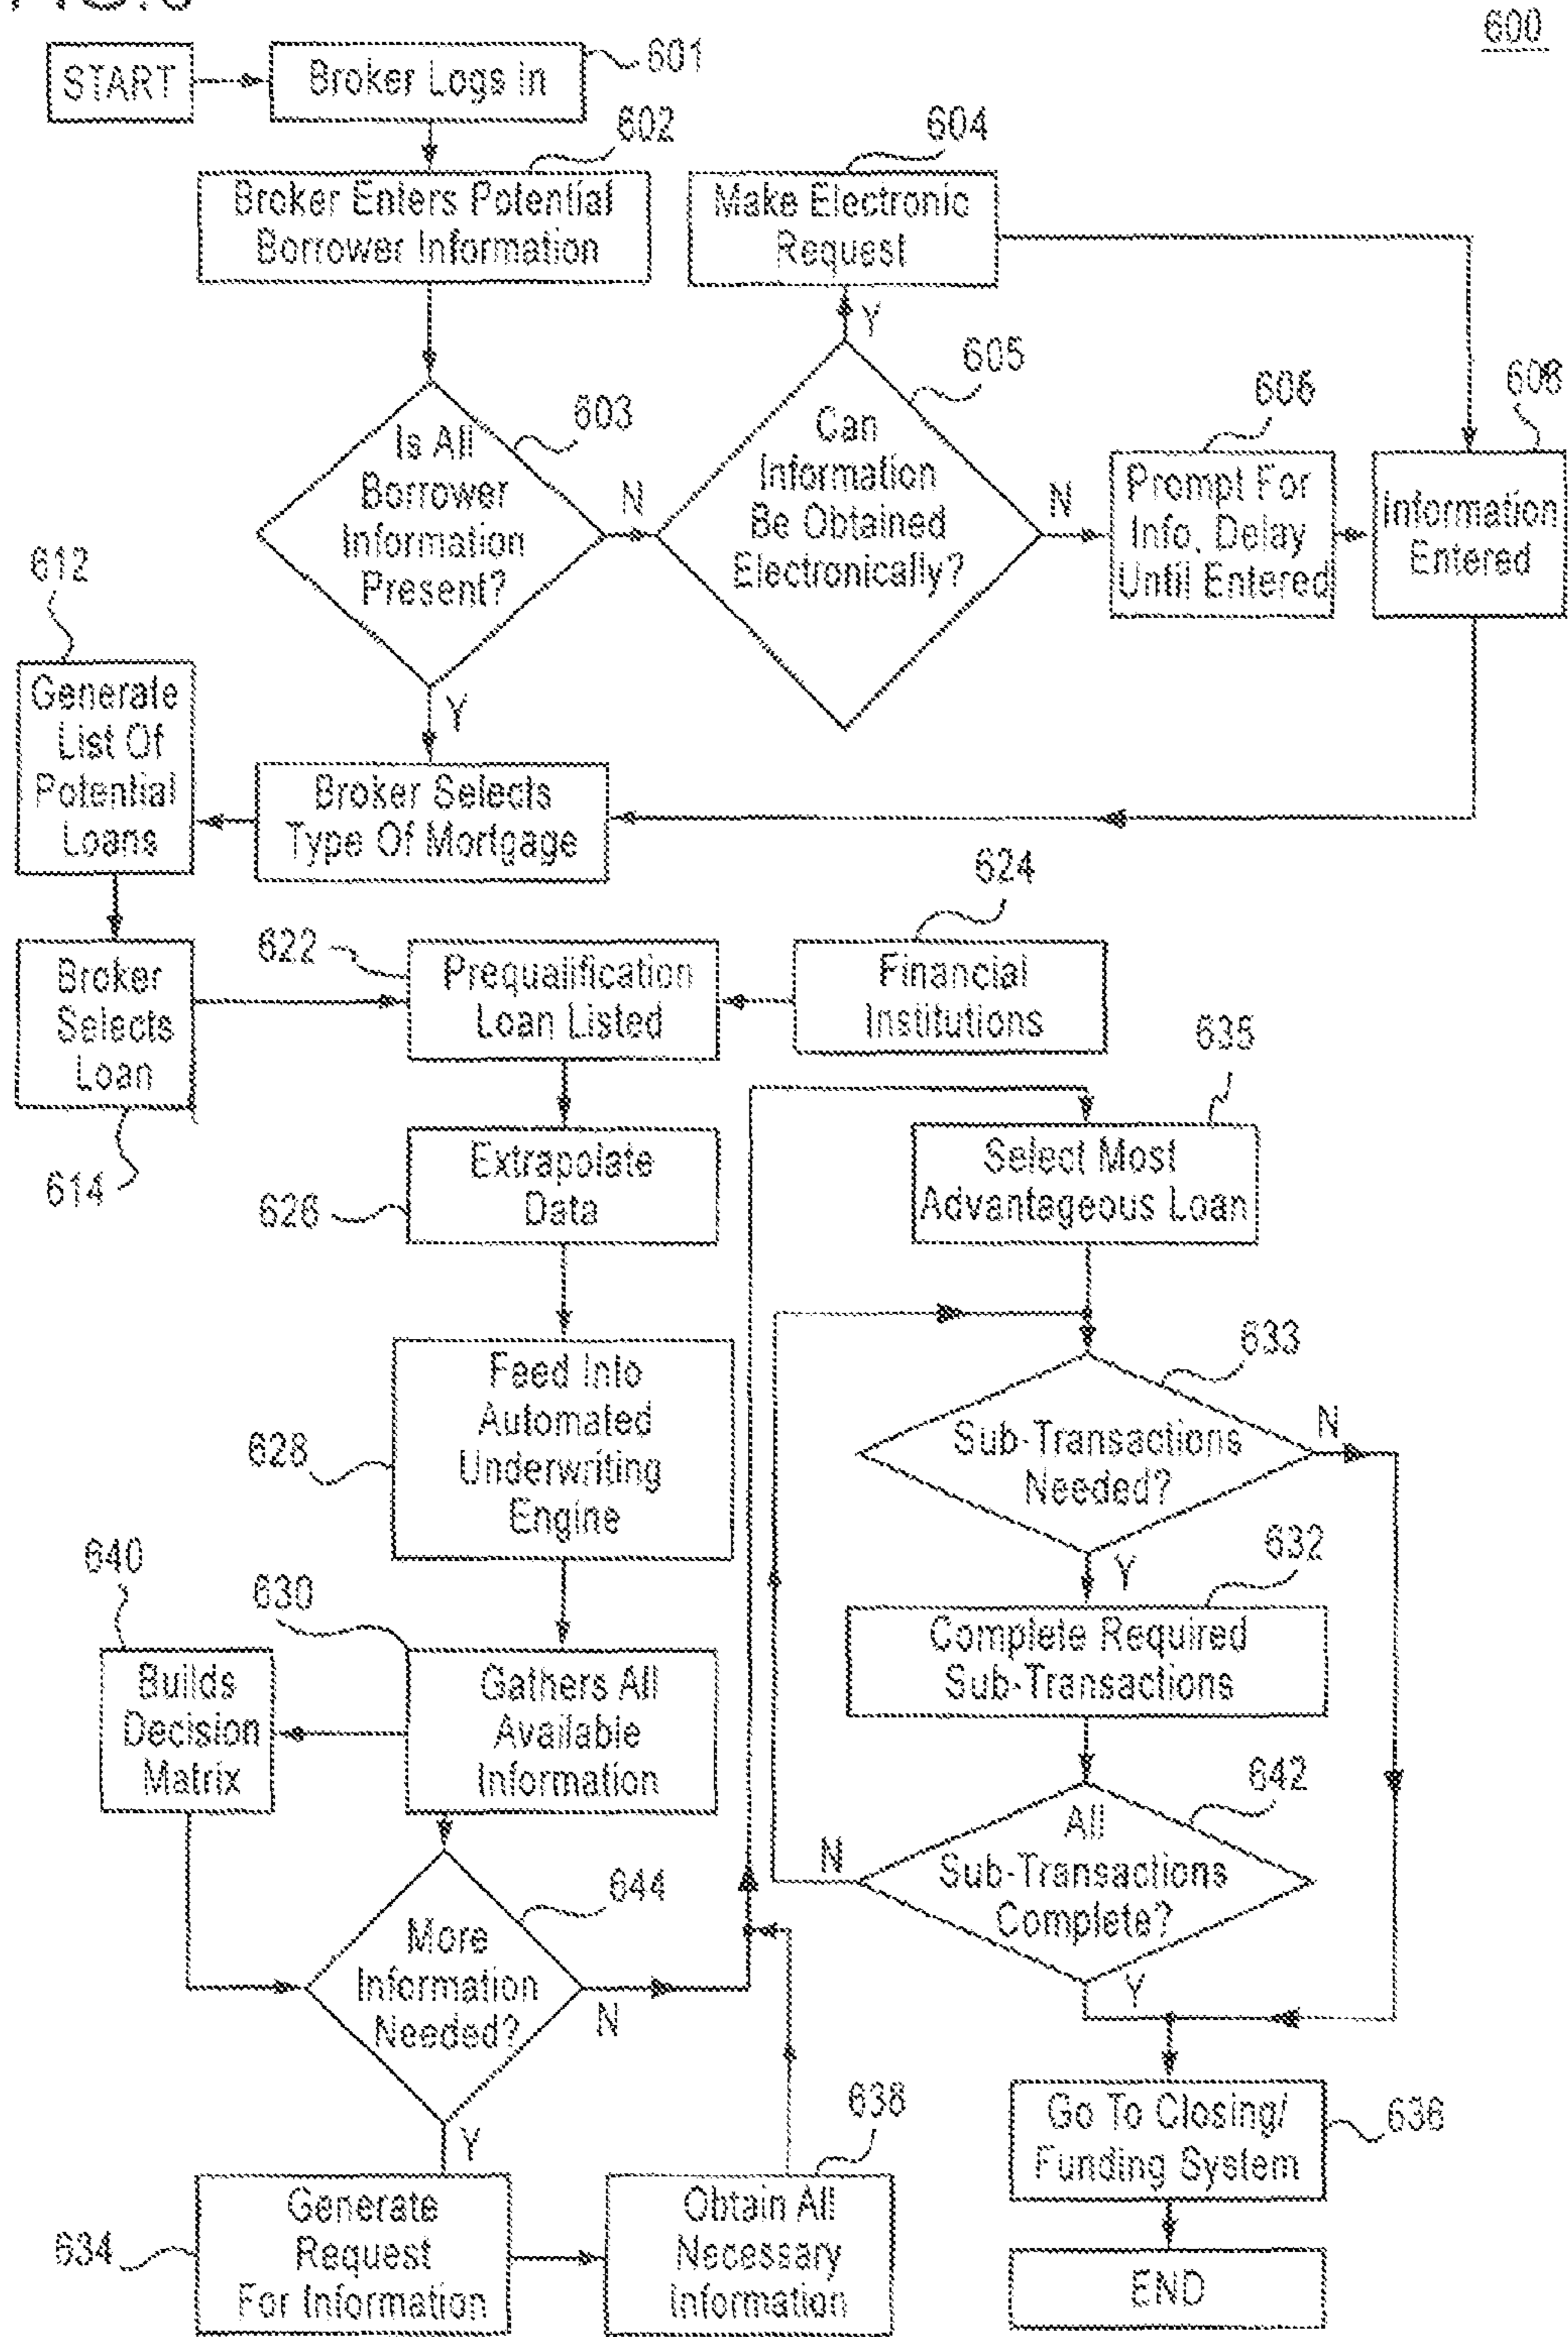 600
START
Broker Logs In
601
602
Broker Enters Potential
Borrower Information
604
Make Electronic
Request
Y
603
Is All
Borrower
Information
Present?
N
Y
605
Can
Information
Be Obtained
Electronically?
N
606
Prompt For
Info. Delay
Until Entered
608
Information
Entered
612
Generate
List Of
Potential
Loans
Broker Selects
Type Of Mortgage
Broker
Selects
Loan
614
622
Prequalification
Loan Listed
624
Financial
Institutions
626
Extrapolate
Data
635
Select Most
Advantageous Loan
628
Feed Into
Automated
Underwriting
Engine
633
Sub-Transactions
Needed?
N
Y
632
Complete Required
Sub-Transactions
640
Builds
Decision
Matrix
630
Gathers All
Available
Information
642
All
Sub-Transactions
Complete?
N
Y
644
More
Information
Needed?
N
Y
634
Generate
Request
For Information
638
Obtain All
Necessary
Information
Go To Closing/
Funding System
636
END